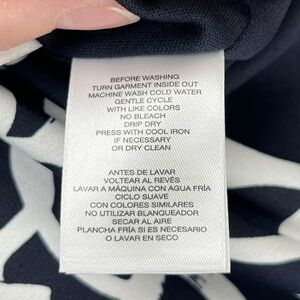 BEFORE WASHING
TURN GARMENT INSIDE OUT
MACHINE WASH COLD WATER
GENTLE CYCLE
WITH LIKE COLORS
NO BLEACH
DRIP DRY
PRESS WITH COOL IRON
IF NECESSARY
OR DRY CLEAN
ANTES DE LAVAR
VOLTEAR AL REVÉS
LAVAR A MÁQUINA CON AGUA FRÍA
CICLO SUAVE
CON COLORES SIMILARES
NO UTILIZAR BLANQUEADOR
SECAR AL AIRE
PLANCHA FRÍA SI ES NECESARIO
O LAVAR EN SECO